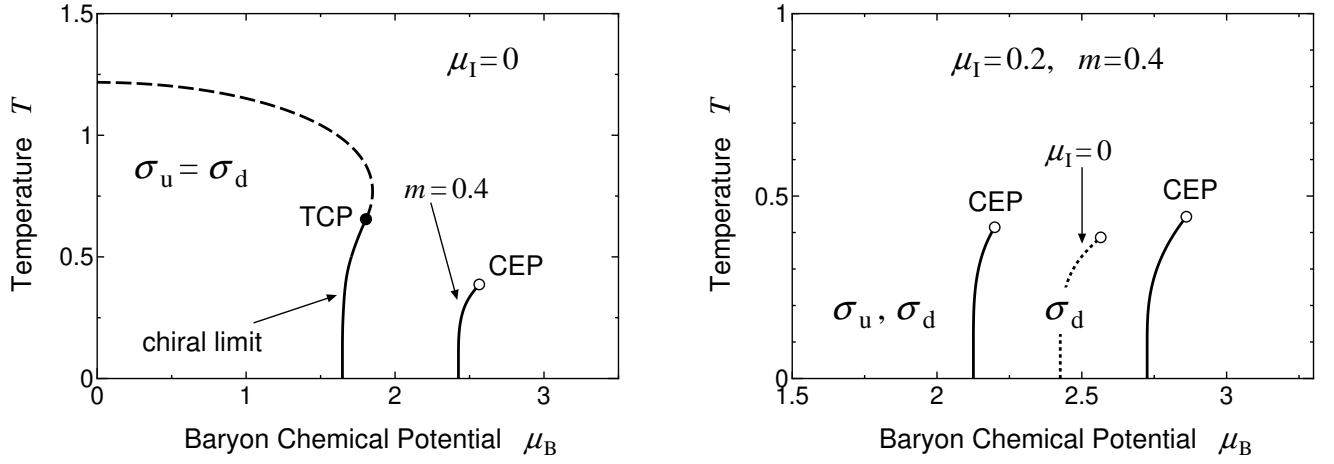 1.5
1
0.5
0
0
1
2
3
Temperature T
Baryon Chemical Potential μB
μI=0
σu=σd
m=0.4
TCP
CEP
chiral limit
1
0.5
0
1.5
2
2.5
3
Temperature T
Baryon Chemical Potential μB
μI=0.2, m=0.4
μI=0
CEP
CEP
σu, σd
σd